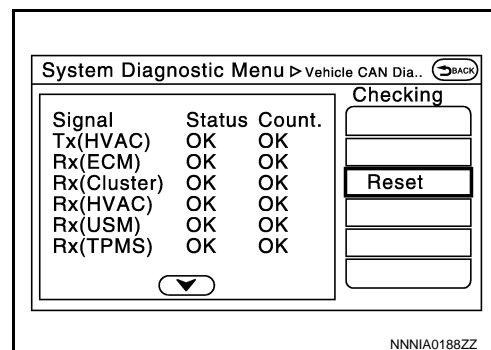 System Diagnostic Menu ▷ Vehicle CAN Dia.. BACK
Checking
Signal Status Count.
Tx(HVAC) OK OK
Rx(ECM) OK OK
Rx(Cluster) OK OK
Rx(HVAC) OK OK
Rx(USM) OK OK
Rx(TPMS) OK OK
Reset
NNNIA0188ZZ